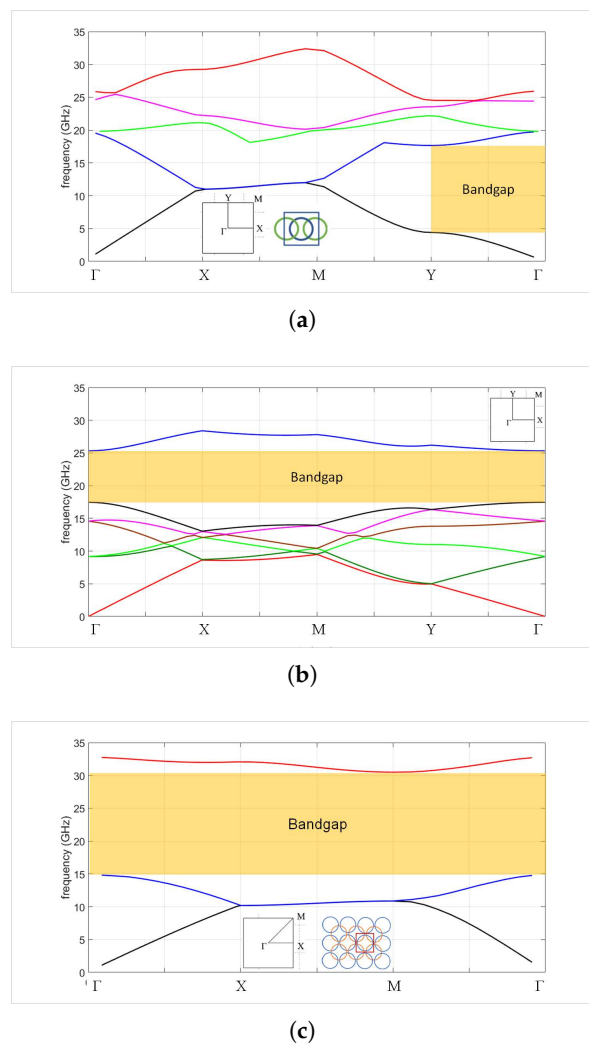 35
30
25
20
15
10
5
0
frequency (GHz)
Bandgap
Y M
Γ X
Γ X M Y Γ
(a)
35
30
25
20
15
10
5
0
frequency (GHz)
Y M
Γ X
Bandgap
Γ X M Y Γ
(b)
35
30
25
20
15
10
5
0
frequency (GHz)
Bandgap
M
Γ X
Γ X M Γ
(c)